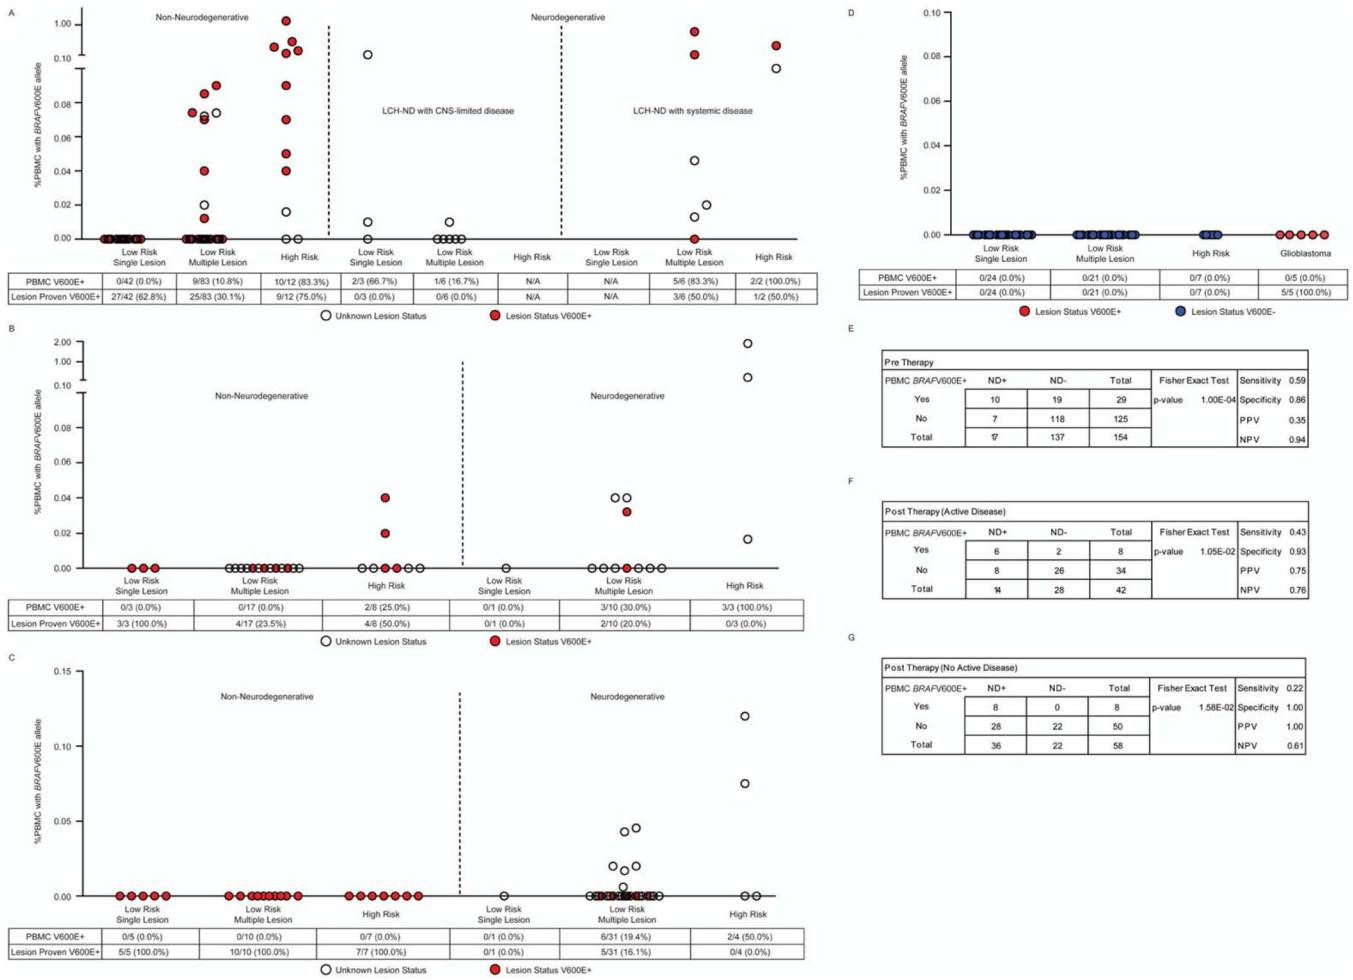 A
Non-Neurodegenerative
Neurodegenerative
%PBMC with BRAFV600E allele
1.00
0.10
0.08
0.06
0.04
0.02
0.00
LCH-ND with CNS-limited disease
LCH-ND with systemic disease
Low Risk Single Lesion
Low Risk Multiple Lesion
High Risk
Low Risk Single Lesion
Low Risk Multiple Lesion
High Risk
Low Risk Single Lesion
Low Risk Multiple Lesion
High Risk
PBMC V600E+ 0/42 (0.0%) 9/83 (10.8%) 10/12 (83.3%) 2/3 (66.7%) 1/6 (16.7%) N/A N/A 5/6 (83.3%) 2/2 (100.0%)
Lesion Proven V600E+ 27/42 (62.8%) 25/83 (30.1%) 9/12 (75.0%) 0/3 (0.0%) 0/6 (0.0%) N/A N/A 3/6 (50.0%) 1/2 (50.0%)
Unknown Lesion Status
Lesion Status V600E+
B
2.00
1.00
0.10
0.08
0.06
0.04
0.02
0.00
%PBMC with BRAFV600E allele
Non-Neurodegenerative
Neurodegenerative
Low Risk Single Lesion
Low Risk Multiple Lesion
High Risk
Low Risk Single Lesion
Low Risk Multiple Lesion
High Risk
PBMC V600E+ 0/3 (0.0%) 0/17 (0.0%) 2/8 (25.0%) 0/1 (0.0%) 3/10 (30.0%) 3/3 (100.0%)
Lesion Proven V600E+ 3/3 (100.0%) 4/17 (23.5%) 4/8 (50.0%) 0/1 (0.0%) 2/10 (20.0%) 0/3 (0.0%)
Unknown Lesion Status
Lesion Status V600E+
C
0.15
0.10
0.05
0.00
%PBMC with BRAFV600E allele
Non-Neurodegenerative
Neurodegenerative
Low Risk Single Lesion
Low Risk Multiple Lesion
High Risk
Low Risk Single Lesion
Low Risk Multiple Lesion
High Risk
PBMC V600E+ 0/5 (0.0%) 0/10 (0.0%) 0/7 (0.0%) 0/1 (0.0%) 6/31 (19.4%) 2/4 (50.0%)
Lesion Proven V600E+ 5/5 (100.0%) 10/10 (100.0%) 7/7 (100.0%) 0/1 (0.0%) 5/31 (16.1%) 0/4 (0.0%)
Unknown Lesion Status
Lesion Status V600E+
D
0.10
0.08
0.06
0.04
0.02
0.00
%PBMC with BRAFV600E allele
Low Risk Single Lesion
Low Risk Multiple Lesion
High Risk
Glioblastoma
PBMC V600E+ 0/24 (0.0%) 0/21 (0.0%) 0/7 (0.0%) 0/5 (0.0%)
Lesion Proven V600E+ 0/24 (0.0%) 0/21 (0.0%) 0/7 (0.0%) 5/5 (100.0%)
Lesion Status V600E+
Lesion Status V600E-
E
Pre Therapy
PBMC BRAFV600E+ ND+ ND- Total Fisher Exact Test Sensitivity 0.59
Yes 10 19 29 p-value 1.00E-04 Specificity 0.86
No 7 118 125 PPV 0.35
Total 17 137 154 NPV 0.94
F
Post Therapy (Active Disease)
PBMC BRAFV600E+ ND+ ND- Total Fisher Exact Test Sensitivity 0.43
Yes 6 2 8 p-value 1.05E-02 Specificity 0.93
No 8 26 34 PPV 0.75
Total 14 28 42 NPV 0.76
G
Post Therapy (No Active Disease)
PBMC BRAFV600E+ ND+ ND- Total Fisher Exact Test Sensitivity 0.22
Yes 8 0 8 p-value 1.58E-02 Specificity 1.00
No 28 22 50 PPV 1.00
Total 36 22 58 NPV 0.61